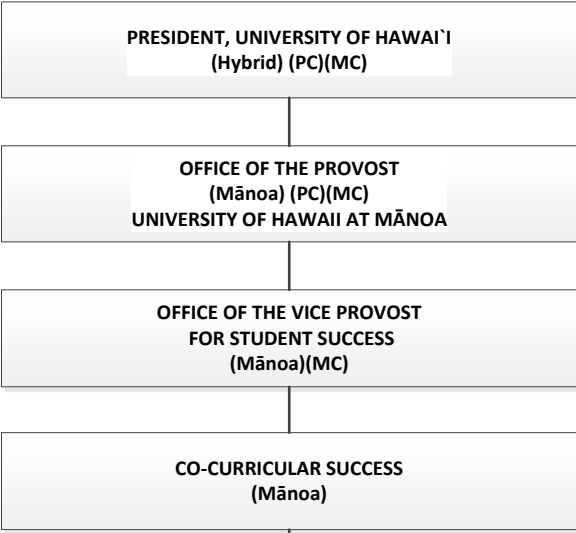 PRESIDENT, UNIVERSITY OF HAWAI`I
(Hybrid) (PC)(MC)
OFFICE OF THE PROVOST
(Mānoa) (PC)(MC)
UNIVERSITY OF HAWAII AT MĀNOA
OFFICE OF THE VICE PROVOST
FOR STUDENT SUCCESS
(Mānoa)(MC)
CO-CURRICULAR SUCCESS
(Mānoa)